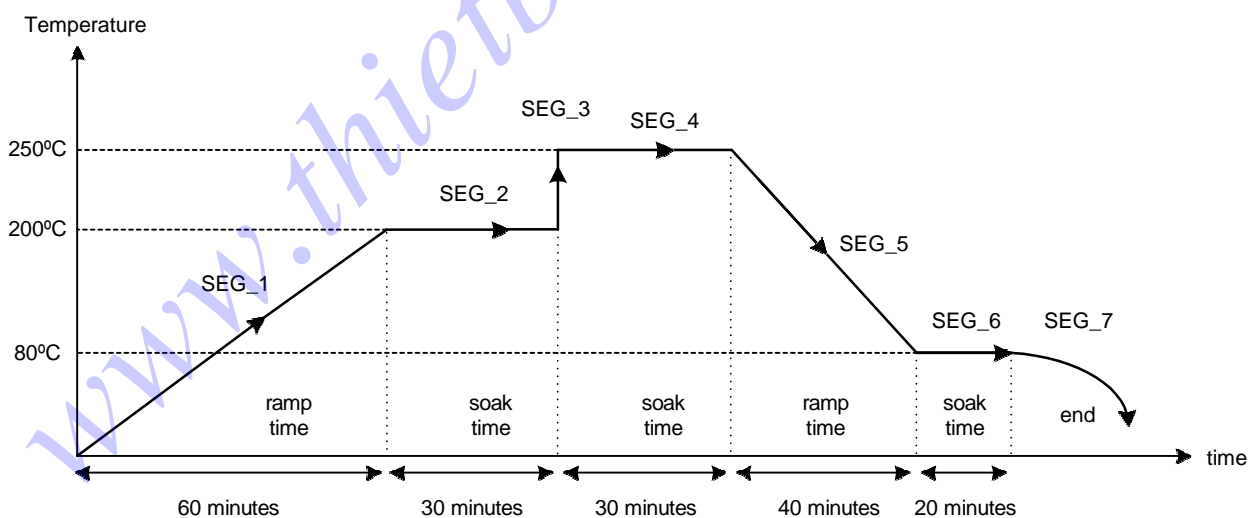 Temperature
SEG_3
SEG_4
250ºC
SEG_2
200ºC
SEG_5
SEG_1
SEG_6
SEG_7
80ºC
ramp
time
soak
time
soak
time
ramp
time
soak
time
end
time
60 minutes
30 minutes
30 minutes
40 minutes
20 minutes
www.thietb